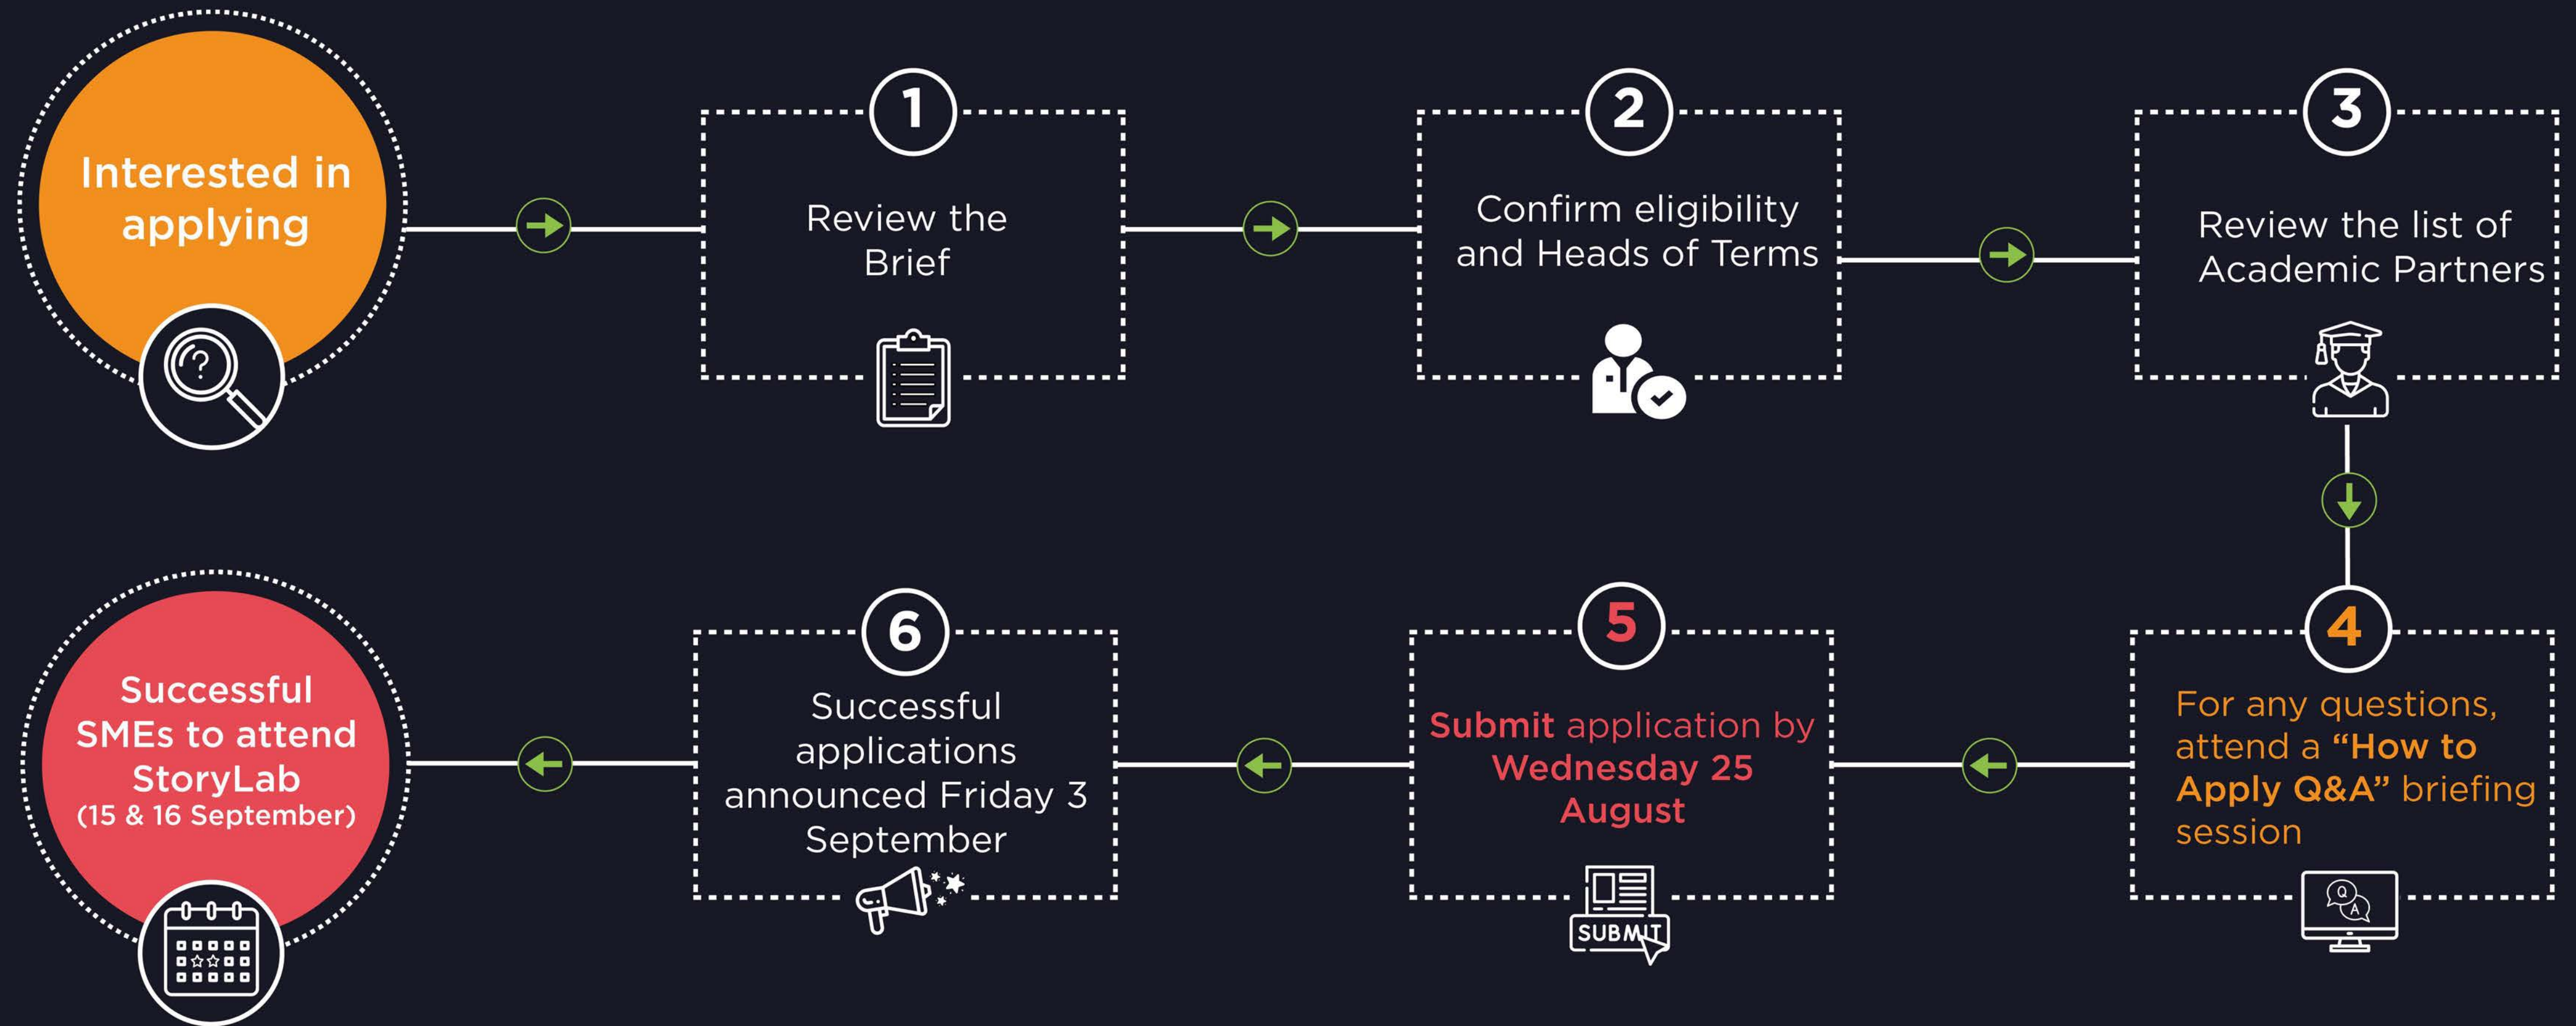 Interested in
applying
1
Review the
Brief
2
Confirm eligibility
and Heads of Terms
3
Review the list of
Academic Partners
4
For any questions,
attend a “How to
Apply Q&A” briefing
session
Q
A
5
Submit application by
Wednesday 25
August
SUBMIT
6
Successful
applications
announced Friday 3
September
Successful
SMEs to attend
StoryLab
(15 & 16 September)